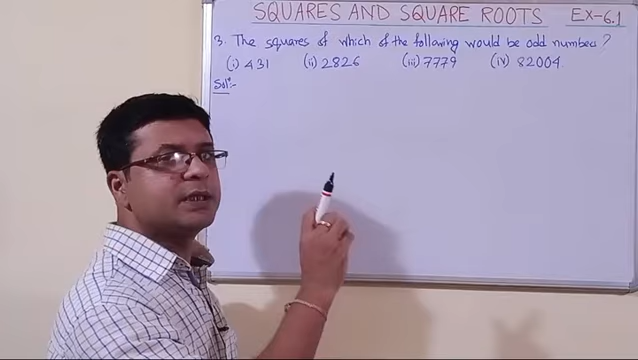 SQUARES AND SQUARE ROOTS EX-6.1
3. The squares of which of the following would be odd numbers?
(i) 431 (ii) 2826 (iii) 7779 (iv) 82004.
Solⁿ:-